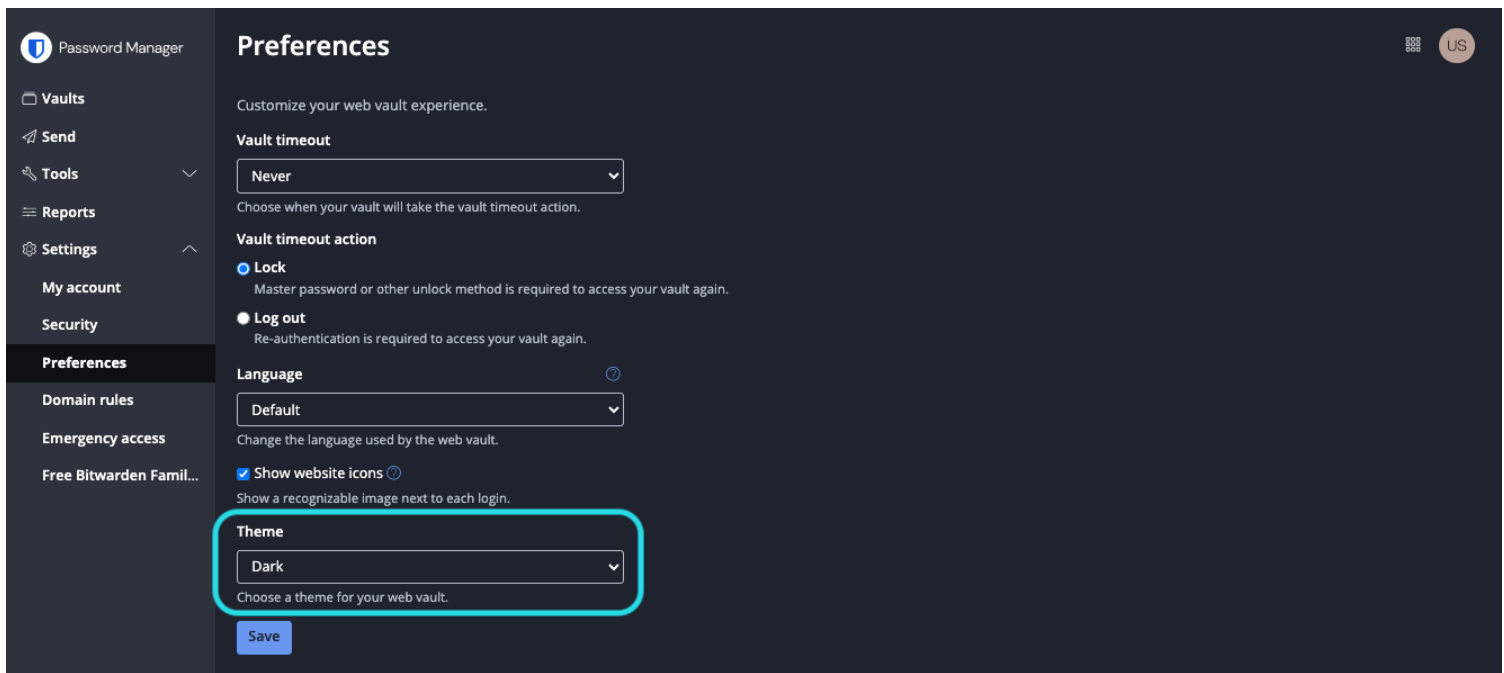 Password Manager
Vaults
Send
Tools
Reports
Settings
My account
Security
Preferences
Domain rules
Emergency access
Free Bitwarden Famil...
Preferences
US
Customize your web vault experience.
Vault timeout
Never
Choose when your vault will take the vault timeout action.
Vault timeout action
Lock
Master password or other unlock method is required to access your vault again.
Log out
Re-authentication is required to access your vault again.
Language
Default
Change the language used by the web vault.
Show website icons
Show a recognizable image next to each login.
Theme
Dark
Choose a theme for your web vault.
Save